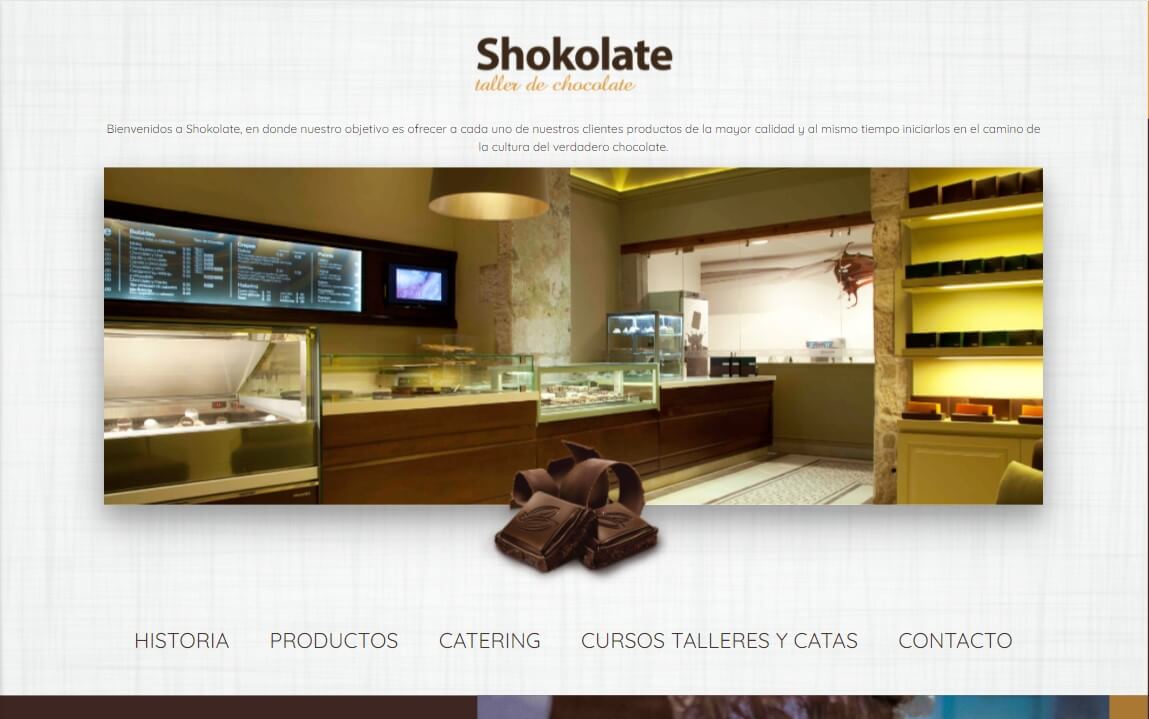 Shokolate
taller de chocolate
Bienvenidos a Shokolate, en donde nuestro objetivo es ofrecer a cada uno de nuestros clientes productos de la mayor calidad y al mismo tiempo iniciarlos en el camino de
la cultura del verdadero chocolate.
Bebidas
Crepas
HISTORIA PRODUCTOS CATERING CURSOS TALLERES Y CATAS CONTACTO